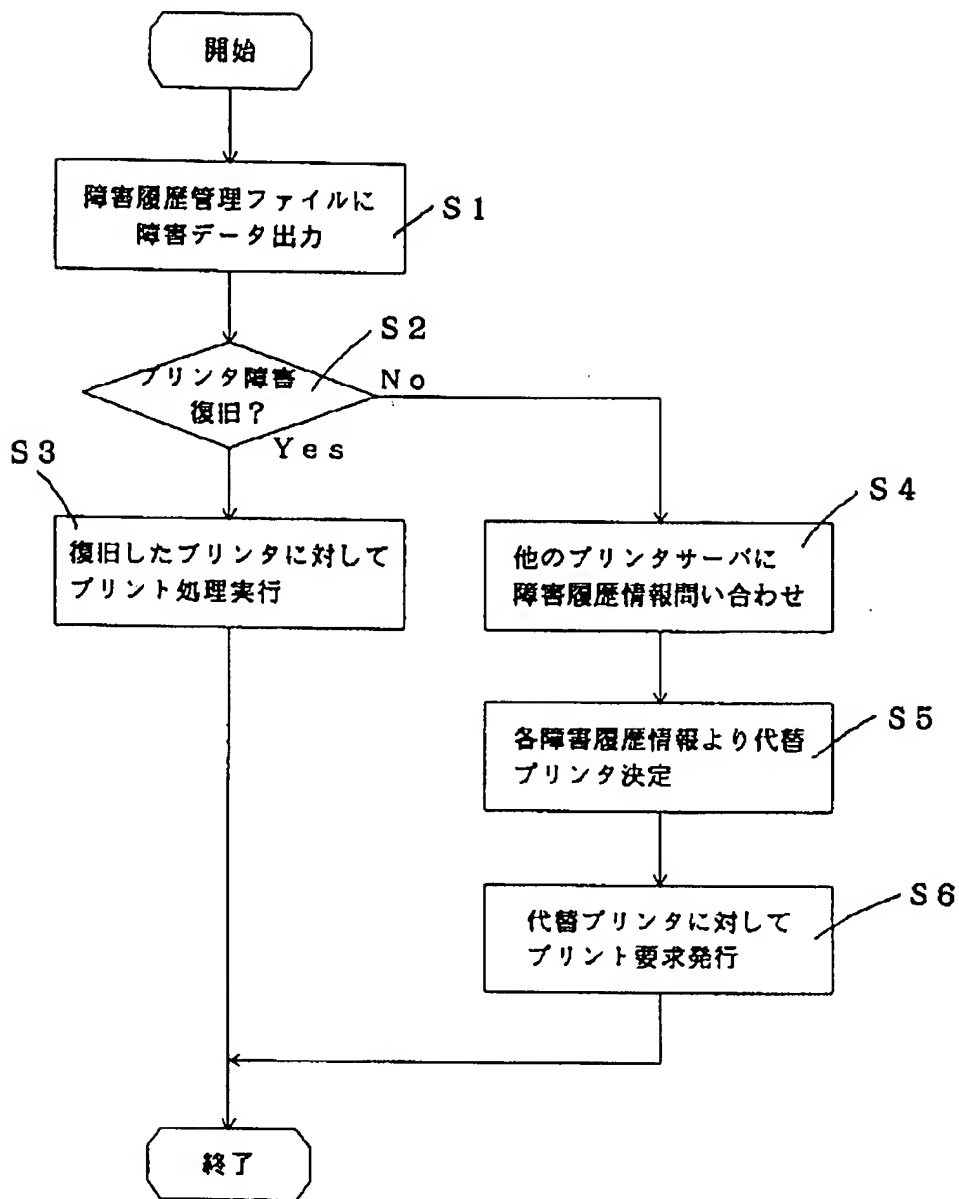 開始
障害履歴管理ファイルに
障害データ出力
S1
S2
プリンタ障害
復旧？
No
Yes
S3
復旧したプリンタに対して
プリント処理実行
S4
他のプリンタサーバに
障害履歴情報問い合わせ
S5
各障害履歴情報より代替
プリンタ決定
S6
代替プリンタに対して
プリント要求発行
終了